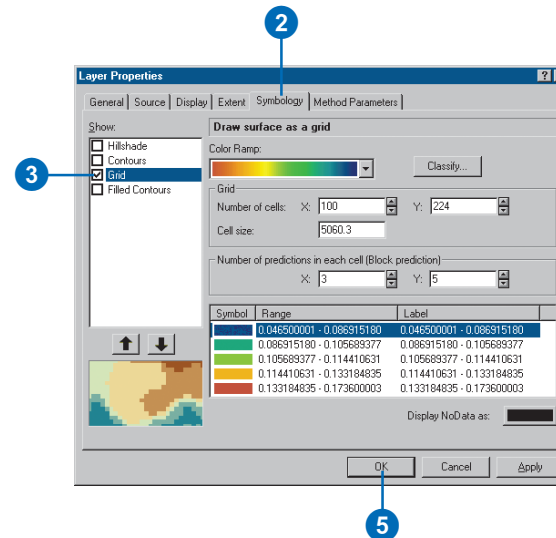 2
Layer Properties
?
General Source Display Extent Symbology Method Parameters
Show:
Hillshade
Contours
Grid
Filled Contours
3
Draw surface as a grid
Color Ramp:
Classify...
Grid
Number of cells: X: 100 Y: 224
Cell size: 5060.3
Number of predictions in each cell (Block prediction)
X: 3 Y: 5
Symbol Range Label
0.046500001 - 0.086915180 0.046500001 - 0.086915180
0.086915180 - 0.105689377 0.086915180 - 0.105689377
0.105689377 - 0.114410631 0.105689377 - 0.114410631
0.114410631 - 0.133184835 0.114410631 - 0.133184835
0.133184835 - 0.173600003 0.133184835 - 0.173600003
Display NoData as:
OK Cancel Apply
5